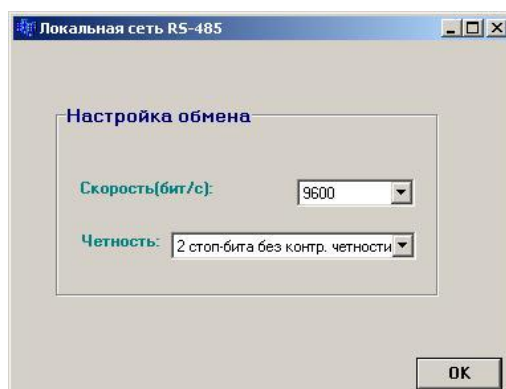 Локальная сеть RS-485
Настройка обмена
Скорость(бит/с): 9600
Четность: 2 стоп-бита без контр. четности
OK